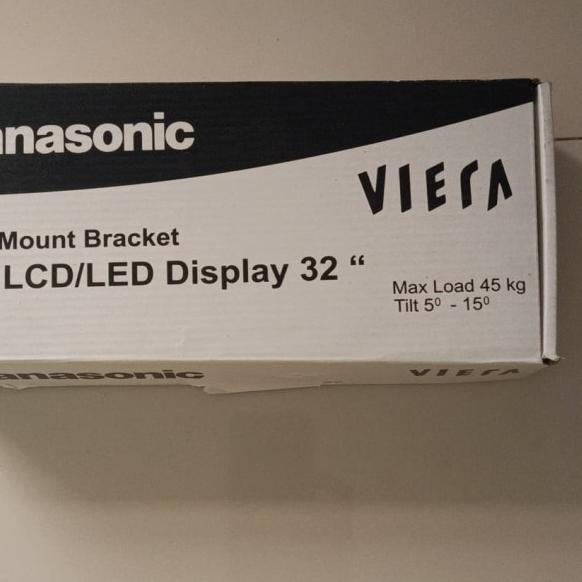 anasonic
VIERA
Mount Bracket
LCD/LED Display 32 “
Max Load 45 kg
Tilt 5⁰ - 15⁰
anasonic
VIERA